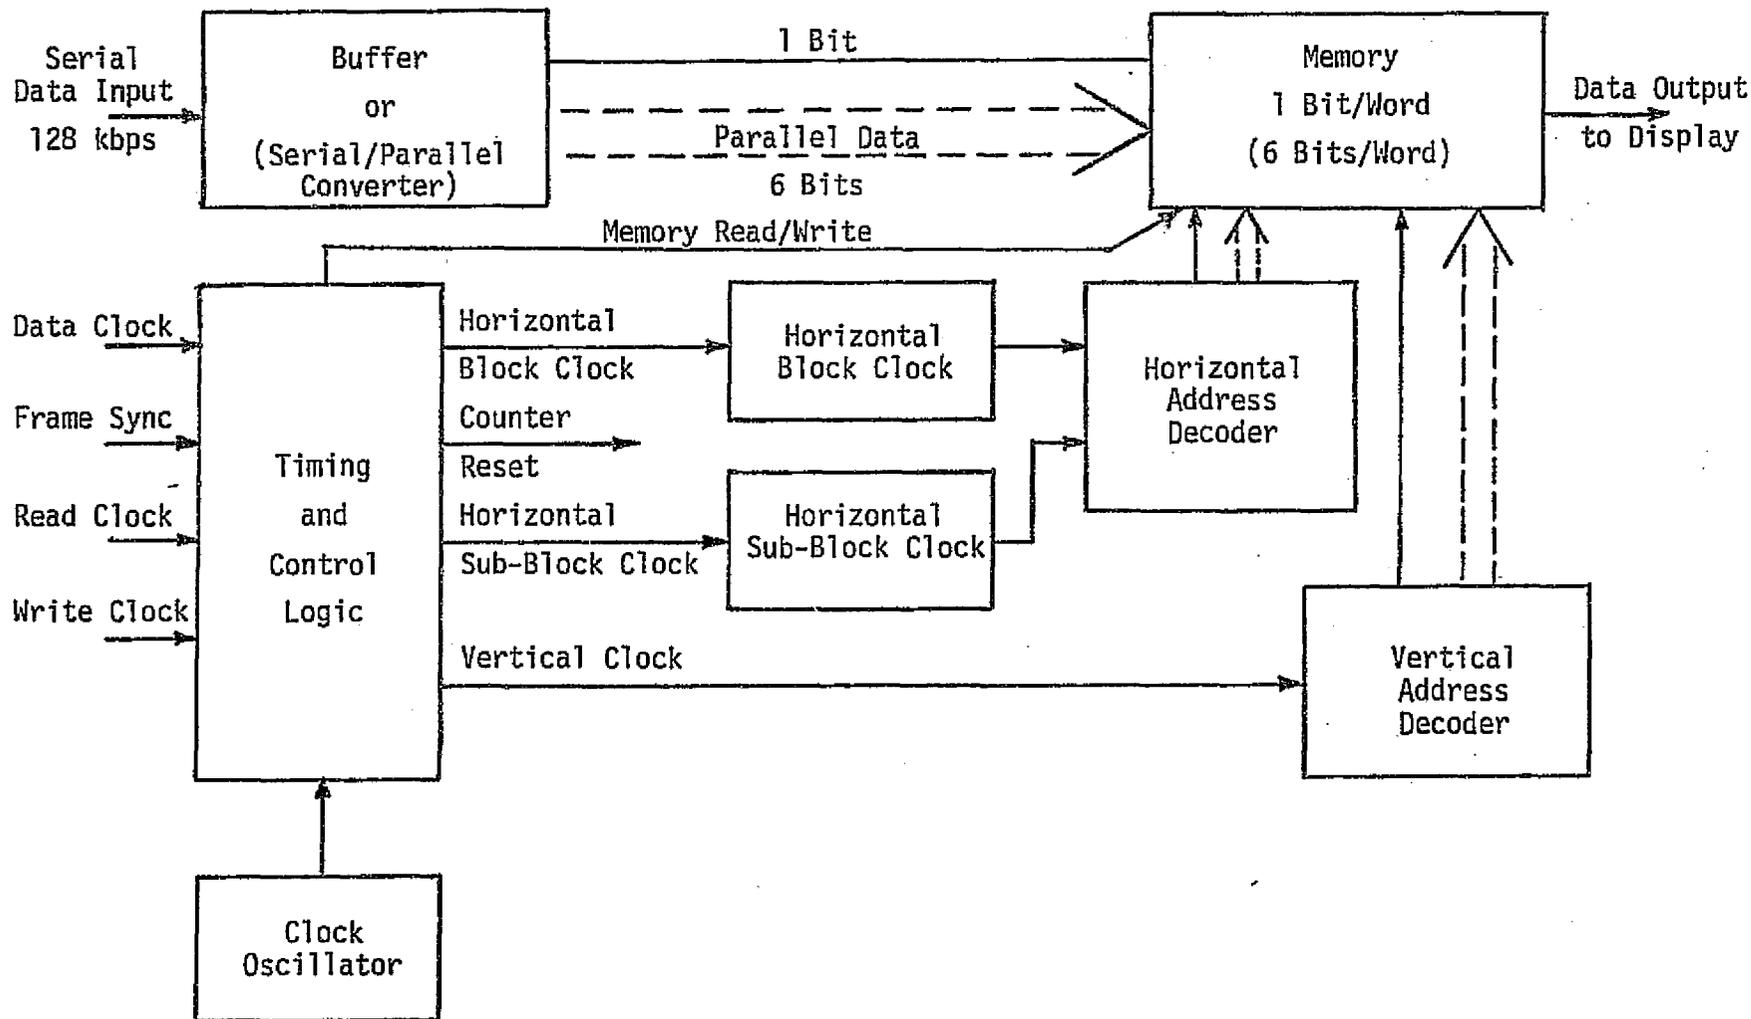 Serial
Data Input
128 kbps
Buffer
or
(Serial/Parallel
Converter)
1 Bit
Parallel Data
6 Bits
Memory
1 Bit/Word
(6 Bits/Word)
Data Output
to Display
Memory Read/Write
Data Clock
Frame Sync
Read Clock
Write Clock
Timing
and
Control
Logic
Horizontal
Block Clock
Counter
Reset
Horizontal
Sub-Block Clock
Vertical Clock
Horizontal
Block Clock
Horizontal
Sub-Block Clock
Horizontal
Address
Decoder
Vertical
Address
Decoder
Clock
Oscillator